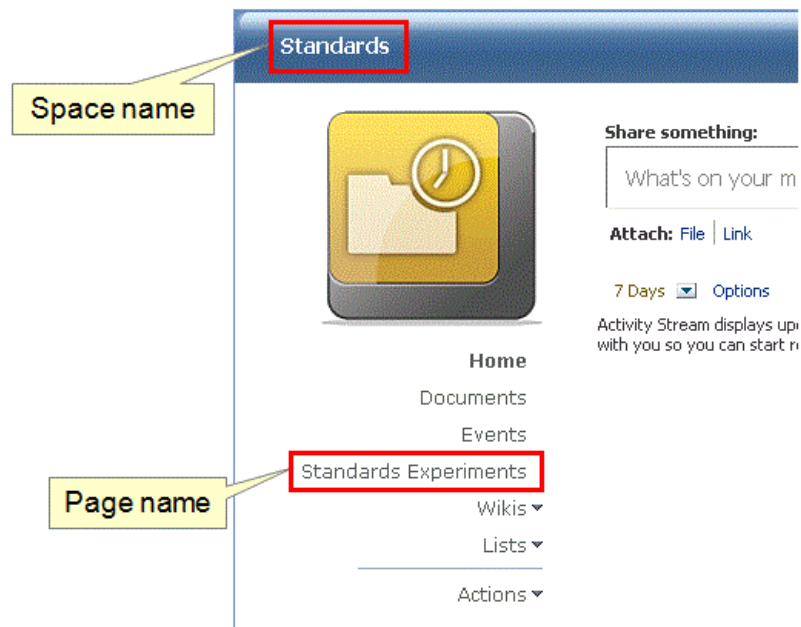 Standards
Space name
Share something:
What's on your m
Attach: File Link
7 Days Options
Activity Stream displays
with you so you can start
Home
Documents
Events
Standards Experiments
Page name
Wikis
Lists
Actions